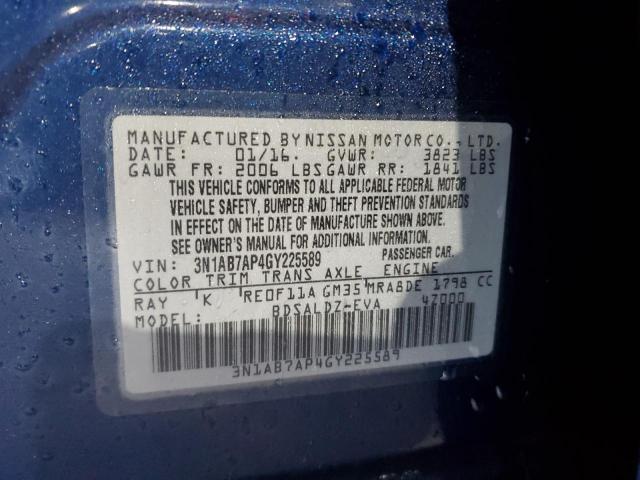 MANUFACTURED BY NISSAN MOTOR CO., LTD.
DATE: 01/16. GVWR: 3823 LBS
GAWR FR: 2006 LBS GAWR RR: 1841 LBS
THIS VEHICLE CONFORMS TO ALL APPLICABLE FEDERAL MOTOR
VEHICLE SAFETY, BUMPER AND THEFT PREVENTION STANDARDS
IN EFFECT ON THE DATE OF MANUFACTURE SHOWN ABOVE.
SEE OWNER'S MANUAL FOR ADDITIONAL INFORMATION.
VIN: 3N1AB7AP4GY225589 PASSENGER CAR.
COLOR TRIM TRANS AXLE ENGINE
RAY K RE0F11A GM35 MRA8DE 1798 CC
MODEL: BDSALDZ-EVA 4Z000
3N1AB7AP4GY225589